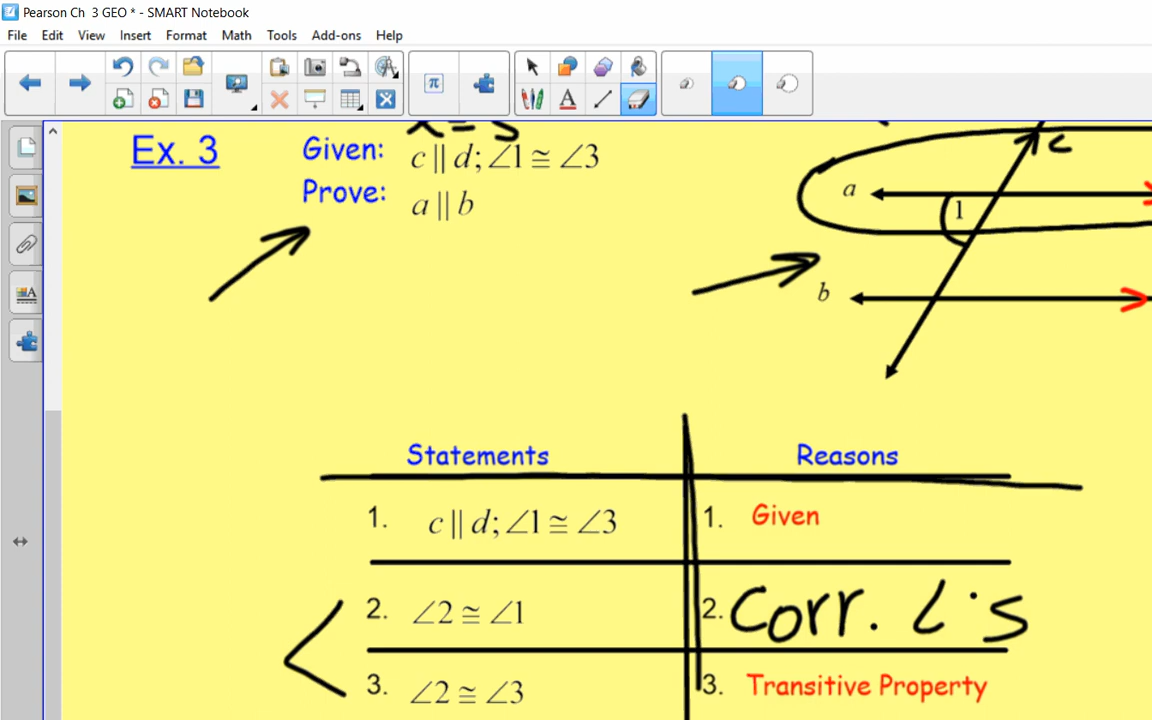 Pearson Ch 3 GEO * - SMART Notebook
File Edit View Insert Format Math Tools Add-ons Help
x = 5
Ex. 3 Given: c || d; ∠1 ≅ ∠3
Prove: a || b
c
a
1
b
Statements Reasons
1. c || d; ∠1 ≅ ∠3 1. Given
2. ∠2 ≅ ∠1 2. Corr. ∠'s
3. ∠2 ≅ ∠3 3. Transitive Property